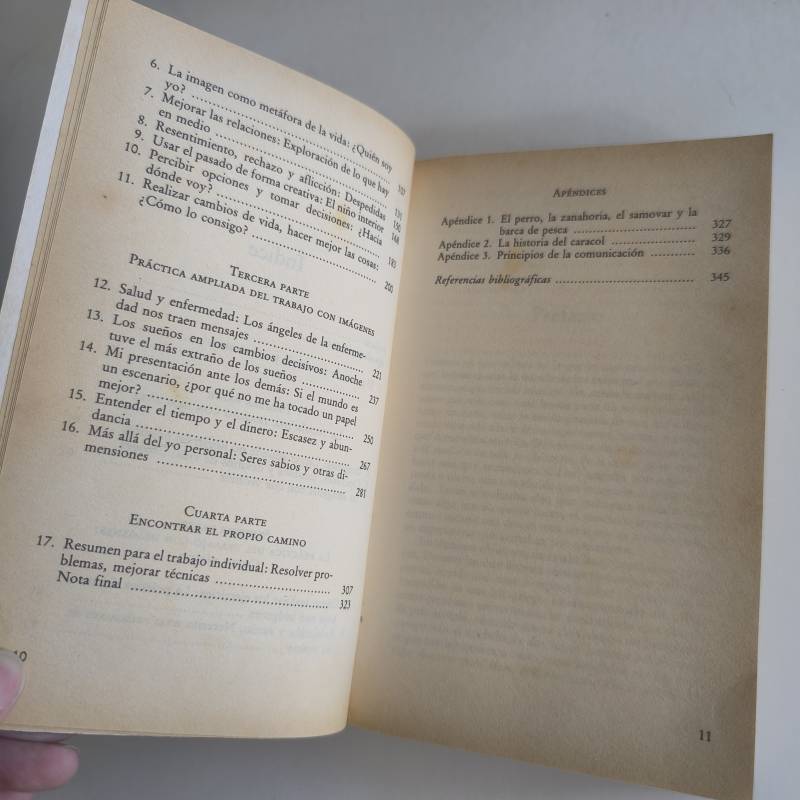 6. La imagen como metáfora de la vida: ¿Quién soy
yo? ..........
7. Mejorar las relaciones: Exploración de lo que hay
en medio ..........
8. Resentimiento, rechazo y aflicción: Despedidas 131
9. Usar el pasado de forma creativa: El niño interior 150
10. Percibir opciones y tomar decisiones: ¿Hacia 168
dónde voy? ..........
11. Realizar cambios de vida, hacer mejor las cosas: 183
¿Cómo lo consigo? .......... 200
TERCERA PARTE
PRÁCTICA AMPLIADA DEL TRABAJO CON IMÁGENES
12. Salud y enfermedad: Los ángeles de la enferme-
dad nos traen mensajes .......... 221
13. Los sueños en los cambios decisivos: Anoche
tuve el más extraño de los sueños .......... 237
14. Mi presentación ante los demás: Si el mundo es
un escenario, ¿por qué no me ha tocado un papel
mejor? .......... 250
15. Entender el tiempo y el dinero: Escasez y abun-
dancia .......... 267
16. Más allá del yo personal: Seres sabios y otras di-
mensiones .......... 281
CUARTA PARTE
ENCONTRAR EL PROPIO CAMINO
17. Resumen para el trabajo individual: Resolver pro-
blemas, mejorar técnicas .......... 307
Nota final .......... 323
10
APÉNDICES
Apéndice 1. El perro, la zanahoria, el samovar y la
barca de pesca .......... 327
Apéndice 2. La historia del caracol .......... 329
Apéndice 3. Principios de la comunicación .......... 336
Referencias bibliográficas .......... 345
11